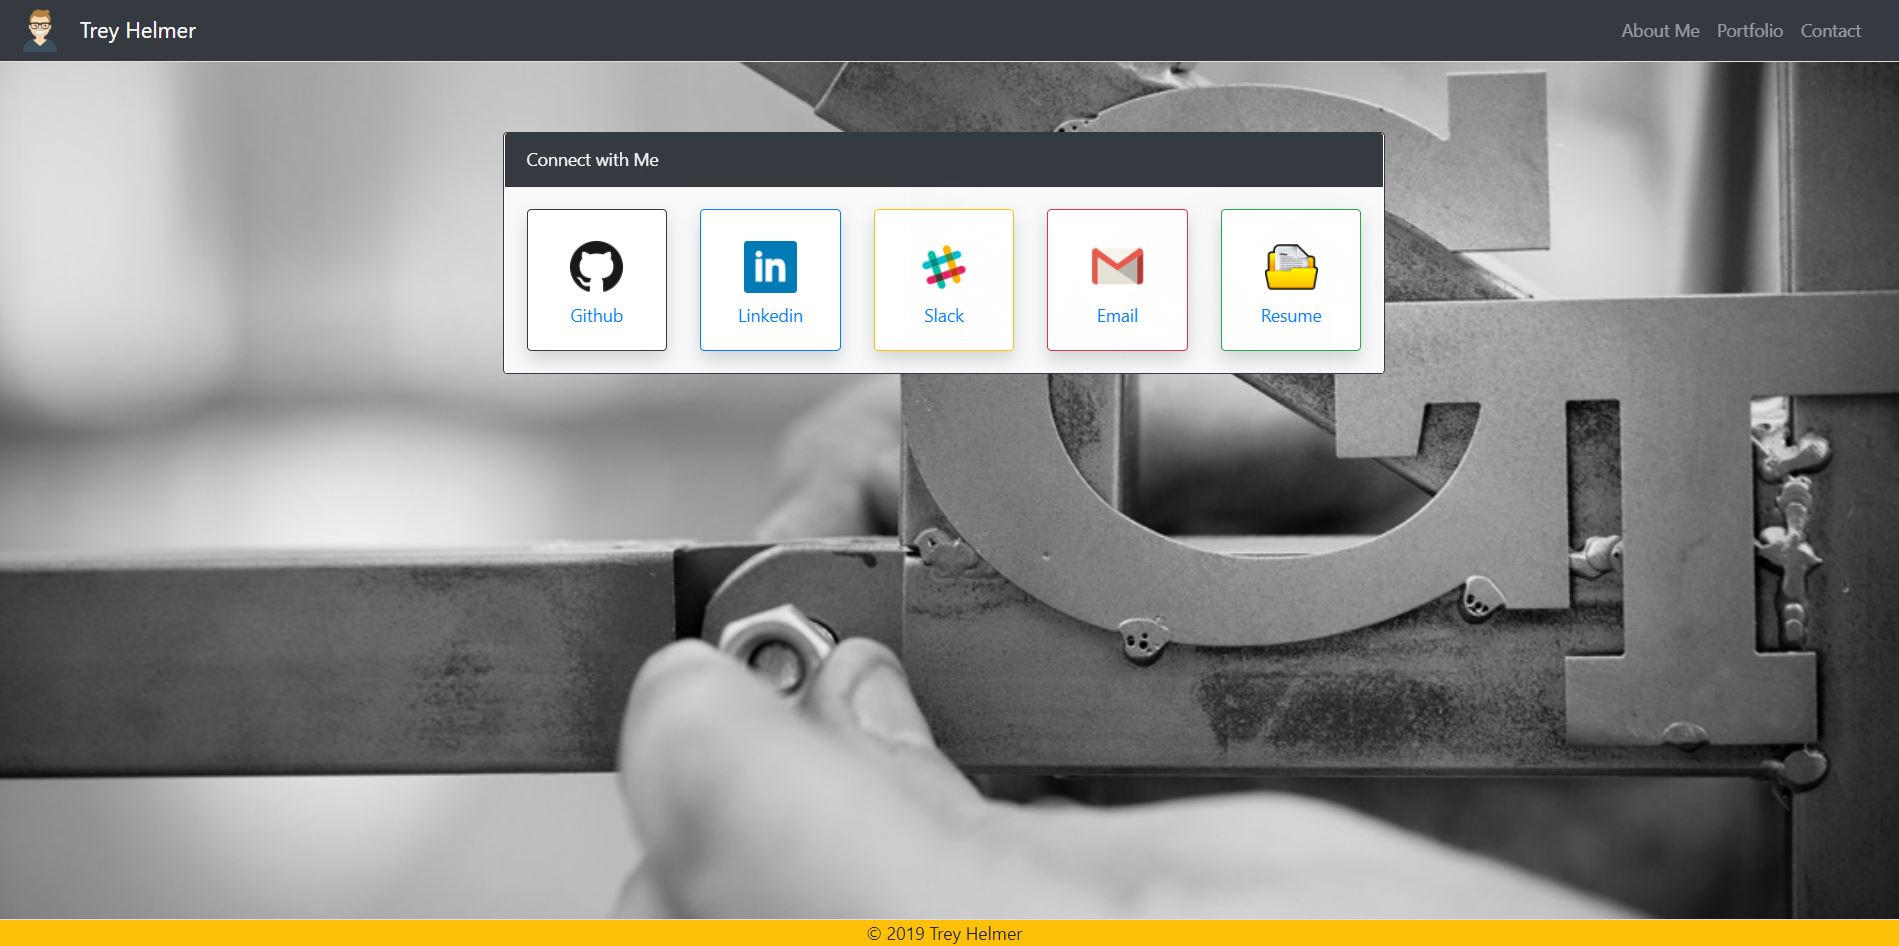 Trey Helmer
About Me Portfolio Contact
Connect with Me
in
Github Linkedin Slack Email Resume
© 2019 Trey Helmer